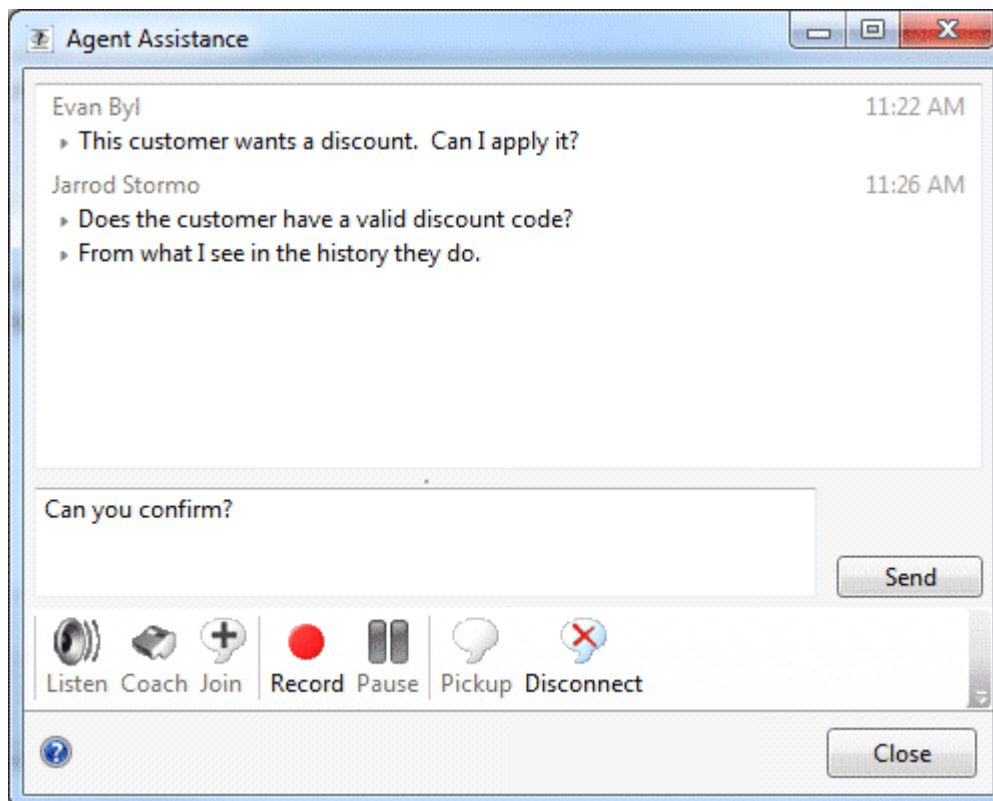 Agent Assistance
Evan Byl 11:22 AM
This customer wants a discount.  Can I apply it?
Jarrod Stormo 11:26 AM
Does the customer have a valid discount code?
From what I see in the history they do.
Can you confirm?
Send
Listen Coach Join Record Pause Pickup Disconnect
Close